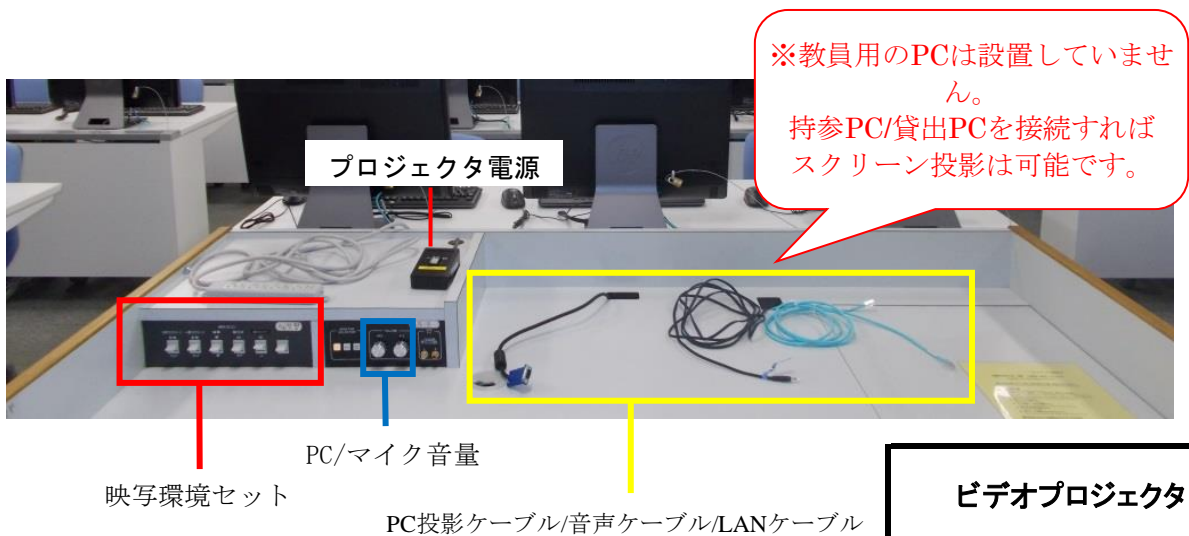 ※教員用のPCは設置していませ
ん。
持参PC/貸出PCを接続すれば
スクリーン投影は可能です。
プロジェクタ電源
PC/マイク音量
映写環境セット
PC投影ケーブル/音声ケーブル/LANケーブル
ビデオプロジェクタ